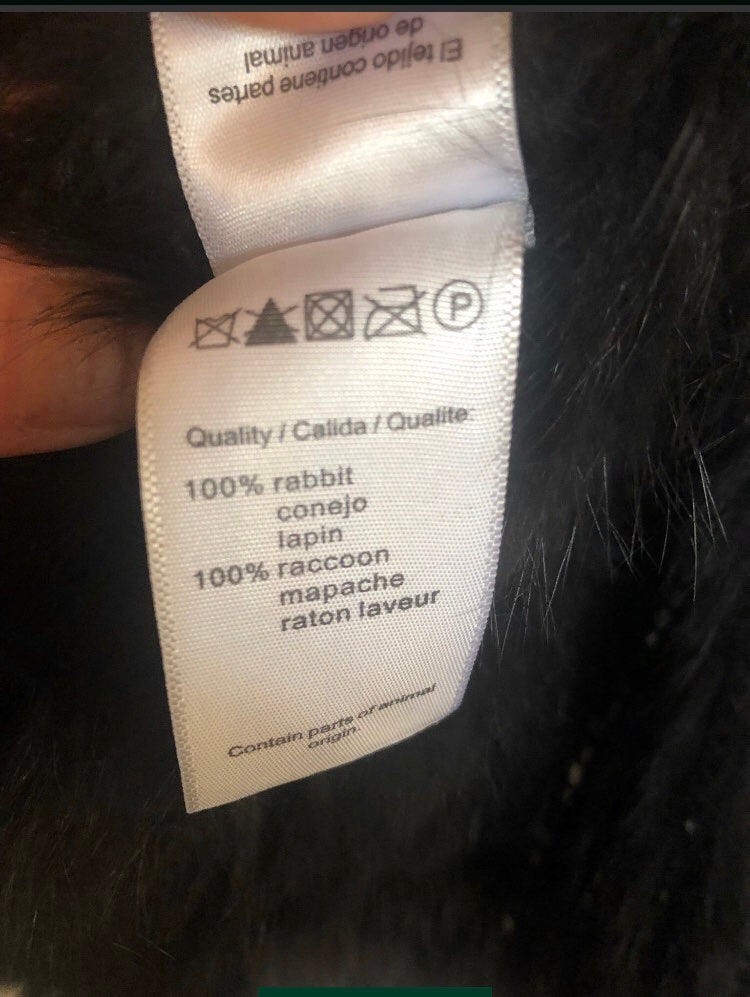 El tejido contiene partes
de origen animal
P
Quality / Calida / Qualite:
100% rabbit
conejo
lapin
100% raccoon
mapache
raton laveur
Contain parts of animal
origin.